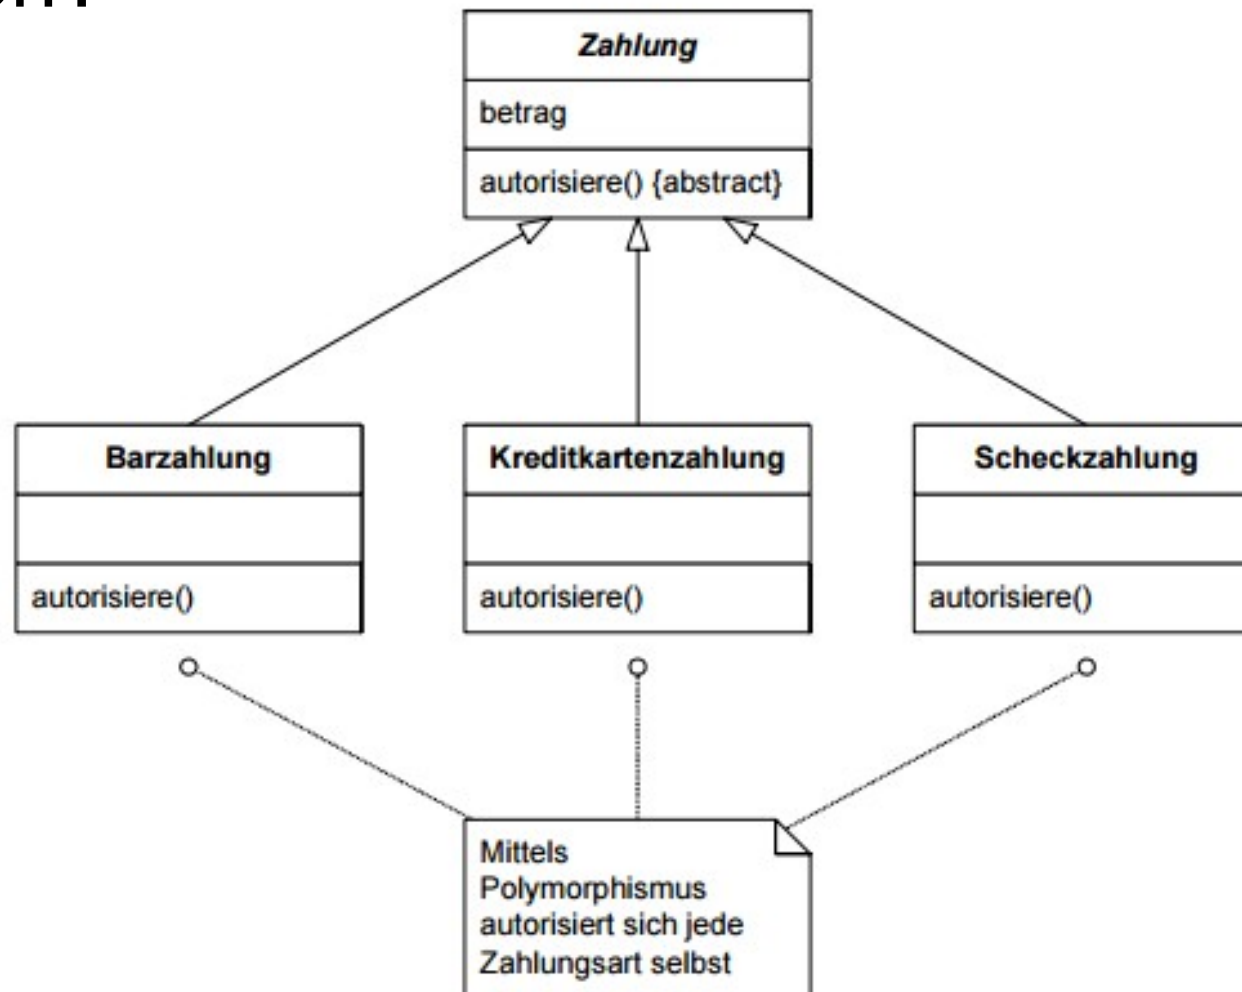 Zahlung
betrag
autorisiere() {abstract}
Barzahlung
Kreditkartenzahlung
Scheckzahlung
autorisiere()
autorisiere()
autorisiere()
Mittels
Polymorphismus
autorisiert sich jede
Zahlungsart selbst